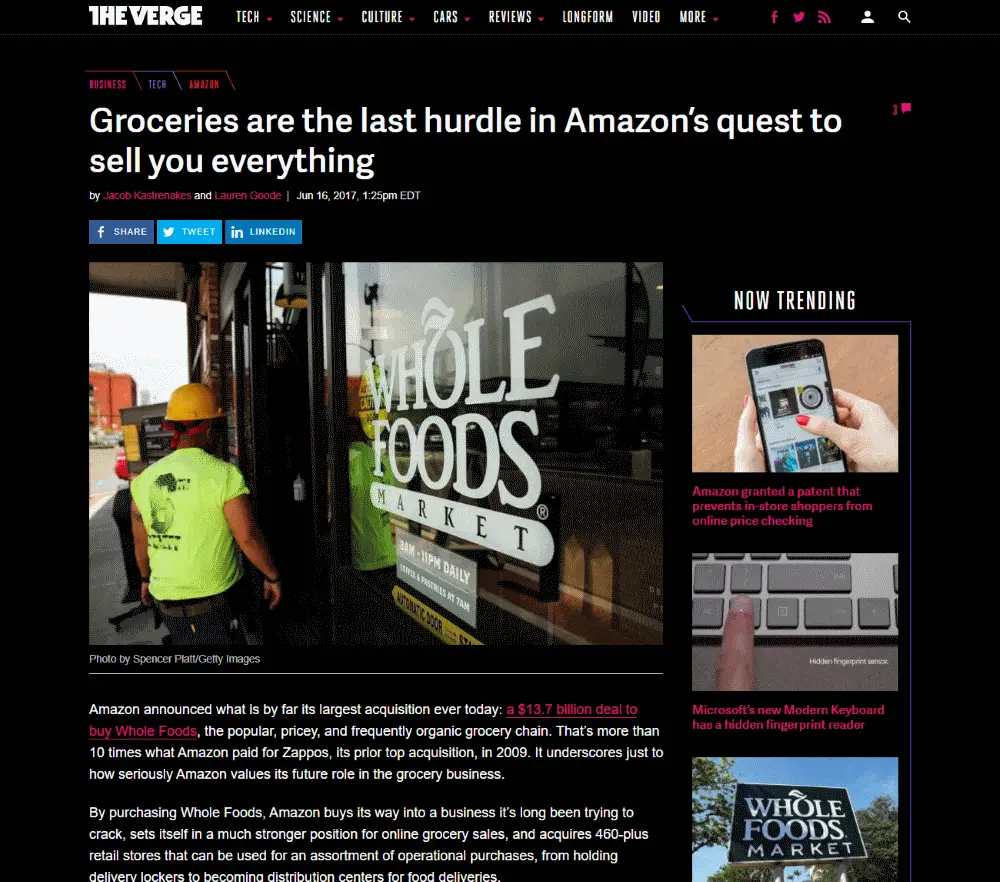 THE VERGE
TECH SCIENCE CULTURE CARS REVIEWS LONGFORM VIDEO MORE
BUSINESS TECH AMAZON
Groceries are the last hurdle in Amazon's quest to
sell you everything
3
by Jacob Kastrenakes and Lauren Goode | Jun 16, 2017, 1:25pm EDT
SHARE TWEET LINKEDIN
WHOLE
FOODS
MARKET
®
8AM - 11PM DAILY
COFFEE & PASTRIES AT 7AM
AUTOMATIC DOOR
Photo by Spencer Platt/Getty Images
Amazon announced what is by far its largest acquisition ever today: a $13.7 billion deal to
buy Whole Foods, the popular, pricey, and frequently organic grocery chain. That's more than
10 times what Amazon paid for Zappos, its prior top acquisition, in 2009. It underscores just to
how seriously Amazon values its future role in the grocery business.
By purchasing Whole Foods, Amazon buys its way into a business it's long been trying to
crack, sets itself in a much stronger position for online grocery sales, and acquires 460-plus
retail stores that can be used for an assortment of operational purchases, from holding
delivery lockers to becoming distribution centers for food deliveries.
NOW TRENDING
Amazon granted a patent that
prevents in-store shoppers from
online price checking
Hidden fingerprint sensor.
Microsoft's new Modern Keyboard
has a hidden fingerprint reader
WHOLE
FOODS
MARKET